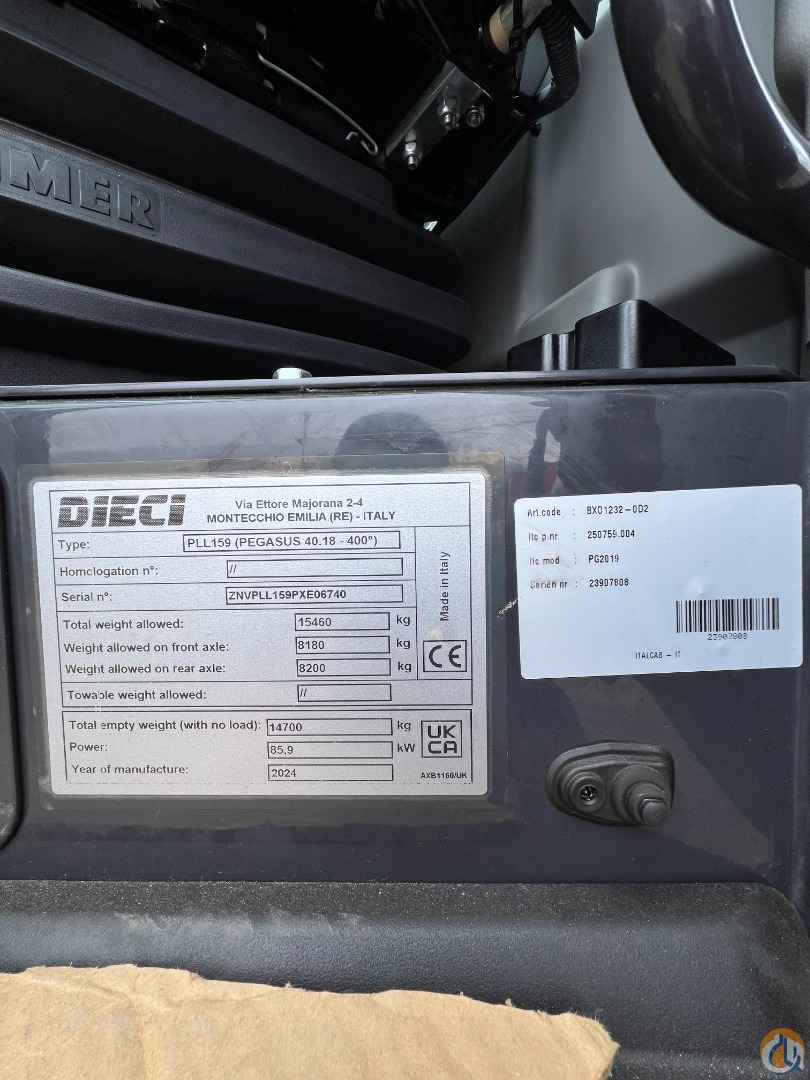 MER
DIECI
Via Ettore Majorana 2-4
MONTECCHIO EMILIA (RE) - ITALY
Type: PLL159 (PEGASUS 40.18 - 400°)
Homologation n°: //
Serial n°: ZNVPLL159PXE06740
Total weight allowed: 15460 kg
Weight allowed on front axle: 8180 kg
Weight allowed on rear axle: 8200 kg
Towable weight allowed: //
Made in Italy
CE
Total empty weight (with no load): 14700 kg
Power: 85,9 kW
Year of manufacture: 2024
UK
CA
AXB1160/UK
Art.code : BX01232-0D2
Itc p.nr : 250759.004
Itc mod : PG2019
Serien nr : 23907808
23907808
ITALCAB - IT